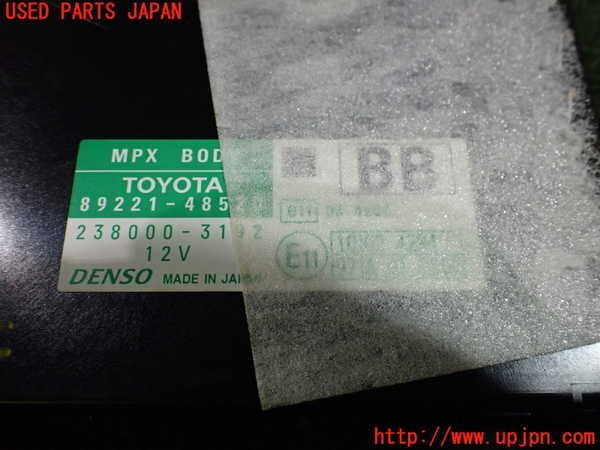 USED PARTS JAPAN
MPX BOD
TOYOTA
BB
89221-485
238000-3192
12V
E11
DENSO MADE IN JAPAN
http://www.upjpn.com/